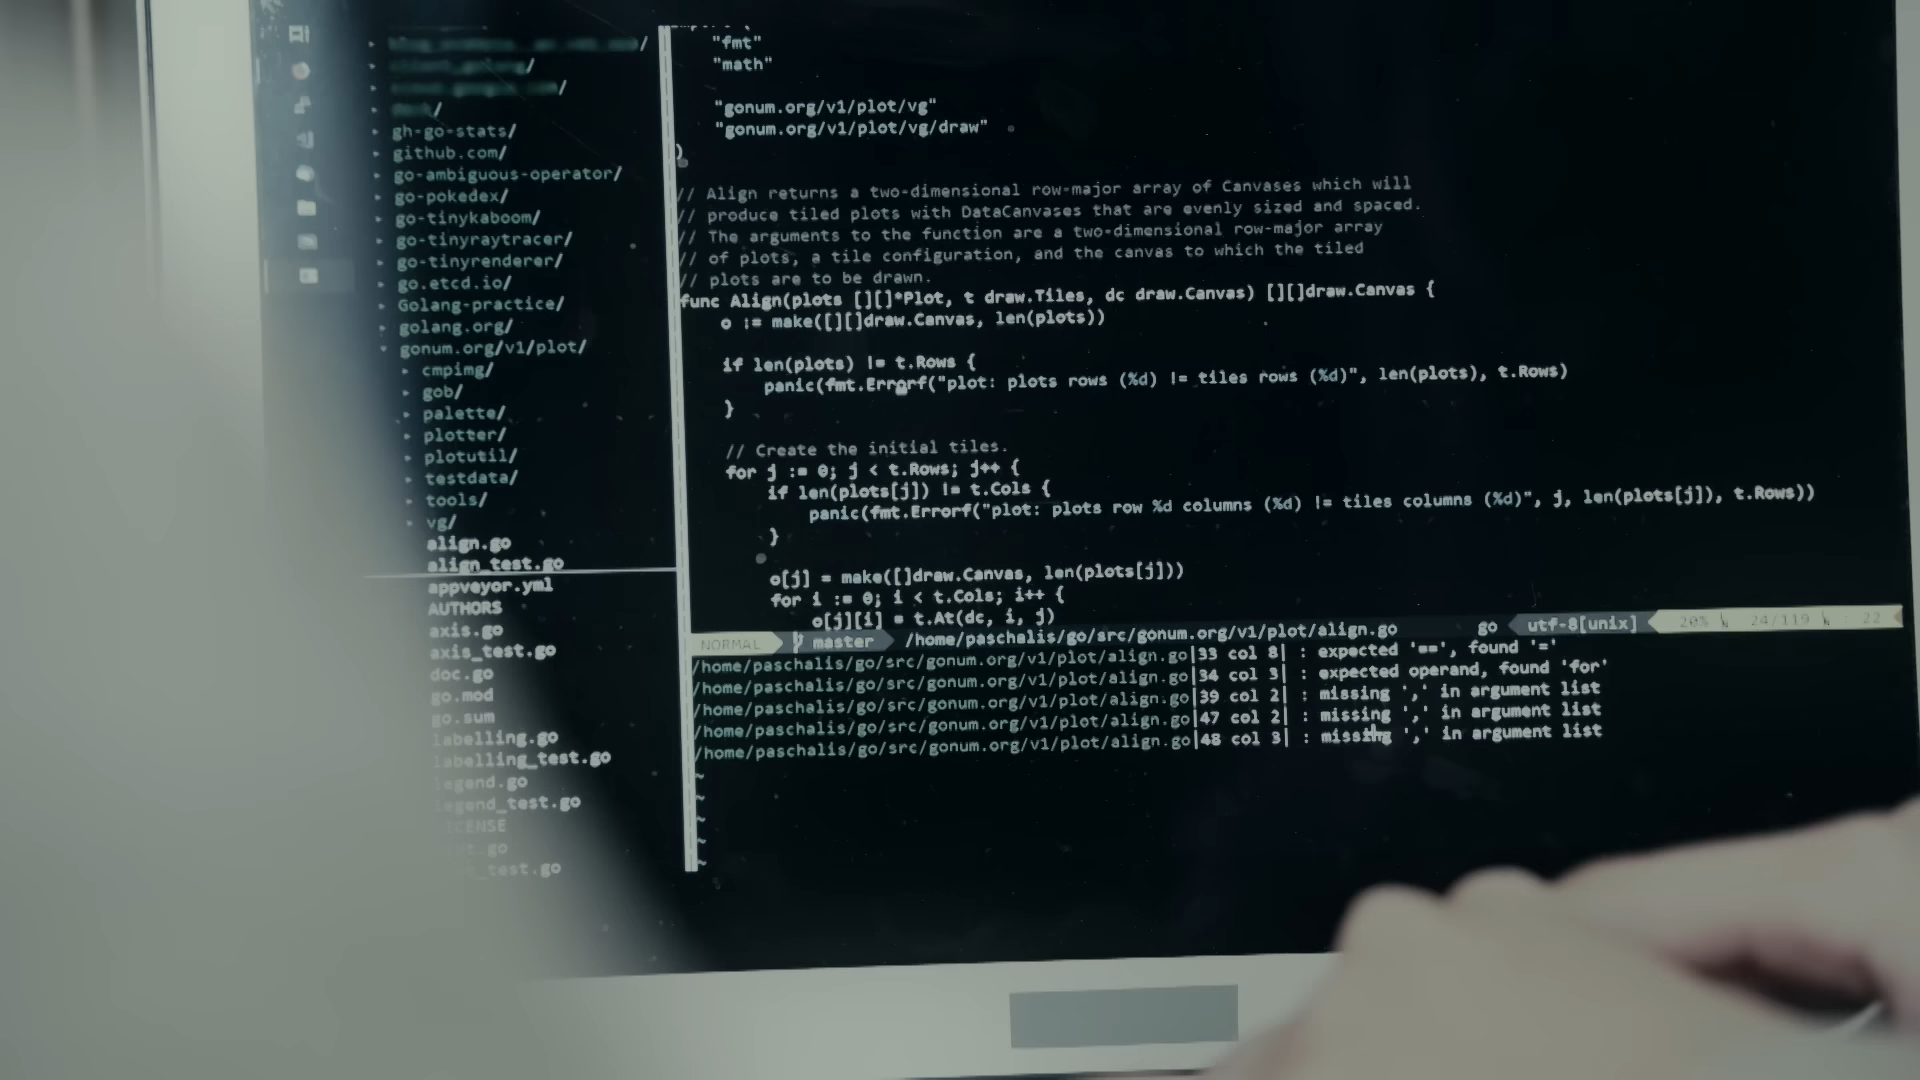 gh-go-stats/
github.com/
go-ambiguous-operator/
go-pokedex/
go-tinykaboom/
go-tinyraytracer/
go-tinyrenderer/
go.etcd.io/
Golang-practice/
golang.org/
gonum.org/v1/plot/
cmpimg/
gob/
palette/
plotter/
plotutil/
testdata/
tools/
vg/
align.go
align_test.go
appveyor.yml
AUTHORS
axis.go
axis_test.go
doc.go
go.mod
go.sum
labelling.go
labelling_test.go
legend.go
legend_test.go
_test.go
"fmt"
"math"
"gonum.org/v1/plot/vg"
"gonum.org/v1/plot/vg/draw"
)
// Align returns a two-dimensional row-major array of Canvases which will
// produce tiled plots with DataCanvases that are evenly sized and spaced.
// The arguments to the function are a two-dimensional row-major array
// of plots, a tile configuration, and the canvas to which the tiled
// plots are to be drawn.
func Align(plots [][]*Plot, t draw.Tiles, dc draw.Canvas) [][]draw.Canvas {
o := make([][]draw.Canvas, len(plots))
if len(plots) != t.Rows {
panic(fmt.Errorf("plot: plots rows (%d) != tiles rows (%d)", len(plots), t.Rows)
}
// Create the initial tiles.
for j := 0; j < t.Rows; j++ {
if len(plots[j]) != t.Cols {
panic(fmt.Errorf("plot: plots row %d columns (%d) != tiles columns (%d)", j, len(plots[j]), t.Rows))
}
o[j] = make([]draw.Canvas, len(plots[j]))
for i := 0; i < t.Cols; i++ {
o[j][i] = t.At(dc, i, j)
NORMAL master /home/paschalis/go/src/gonum.org/v1/plot/align.go go utf-8[unix] 20% 24/119 : 22
/home/paschalis/go/src/gonum.org/v1/plot/align.go|33 col 8| : expected '==', found '='
/home/paschalis/go/src/gonum.org/v1/plot/align.go|34 col 3| : expected operand, found 'for'
/home/paschalis/go/src/gonum.org/v1/plot/align.go|39 col 2| : missing ',' in argument list
/home/paschalis/go/src/gonum.org/v1/plot/align.go|47 col 2| : missing ',' in argument list
/home/paschalis/go/src/gonum.org/v1/plot/align.go|48 col 3| : missing ',' in argument list
~
~
~
~
~